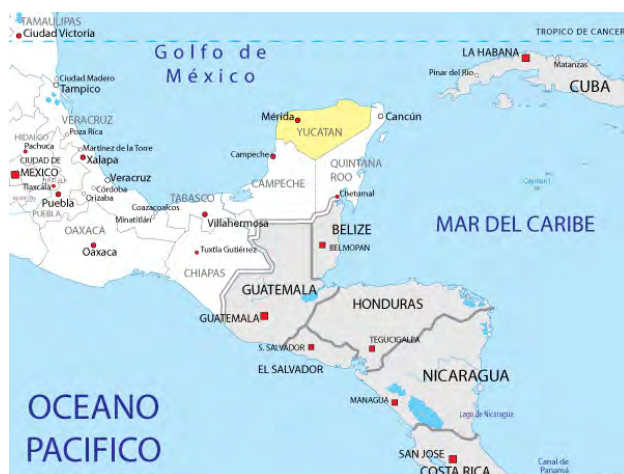 TAMAULIPAS
Ciudad Victoria
Golfo de
México
TROPICO DE CANCER
LA HABANA
Matanzas
Pinar del Río
CUBA
Ciudad Madero
Tampico
VERACRUZ
Poza Rica
HIDALGO
Pachuca
Martinez de la Torre
CIUDAD DE
MEXICO
Xalapa
Tlaxcala
Veracruz
Puebla
Córdoba
Orizaba
PUEBLA
Mérida
YUCATAN
Cancún
Campeche
QUINTANA
ROO
CAMPECHE
Chetumal
TABASCO
Coazacoalcos
Minatitlán
Villahermosa
OAXACA
Oaxaca
Tuxtla Gutiérrez
CHIAPAS
BELIZE
BELMOPAN
MAR DEL CARIBE
GUATEMALA
GUATEMALA
HONDURAS
TEGUCIGALPA
S. SALVADOR
EL SALVADOR
NICARAGUA
MANAGUA
Lago de Nicaragua
OCEANO
PACIFICO
SAN JOSE
COSTA RICA
Canal de
Panamá